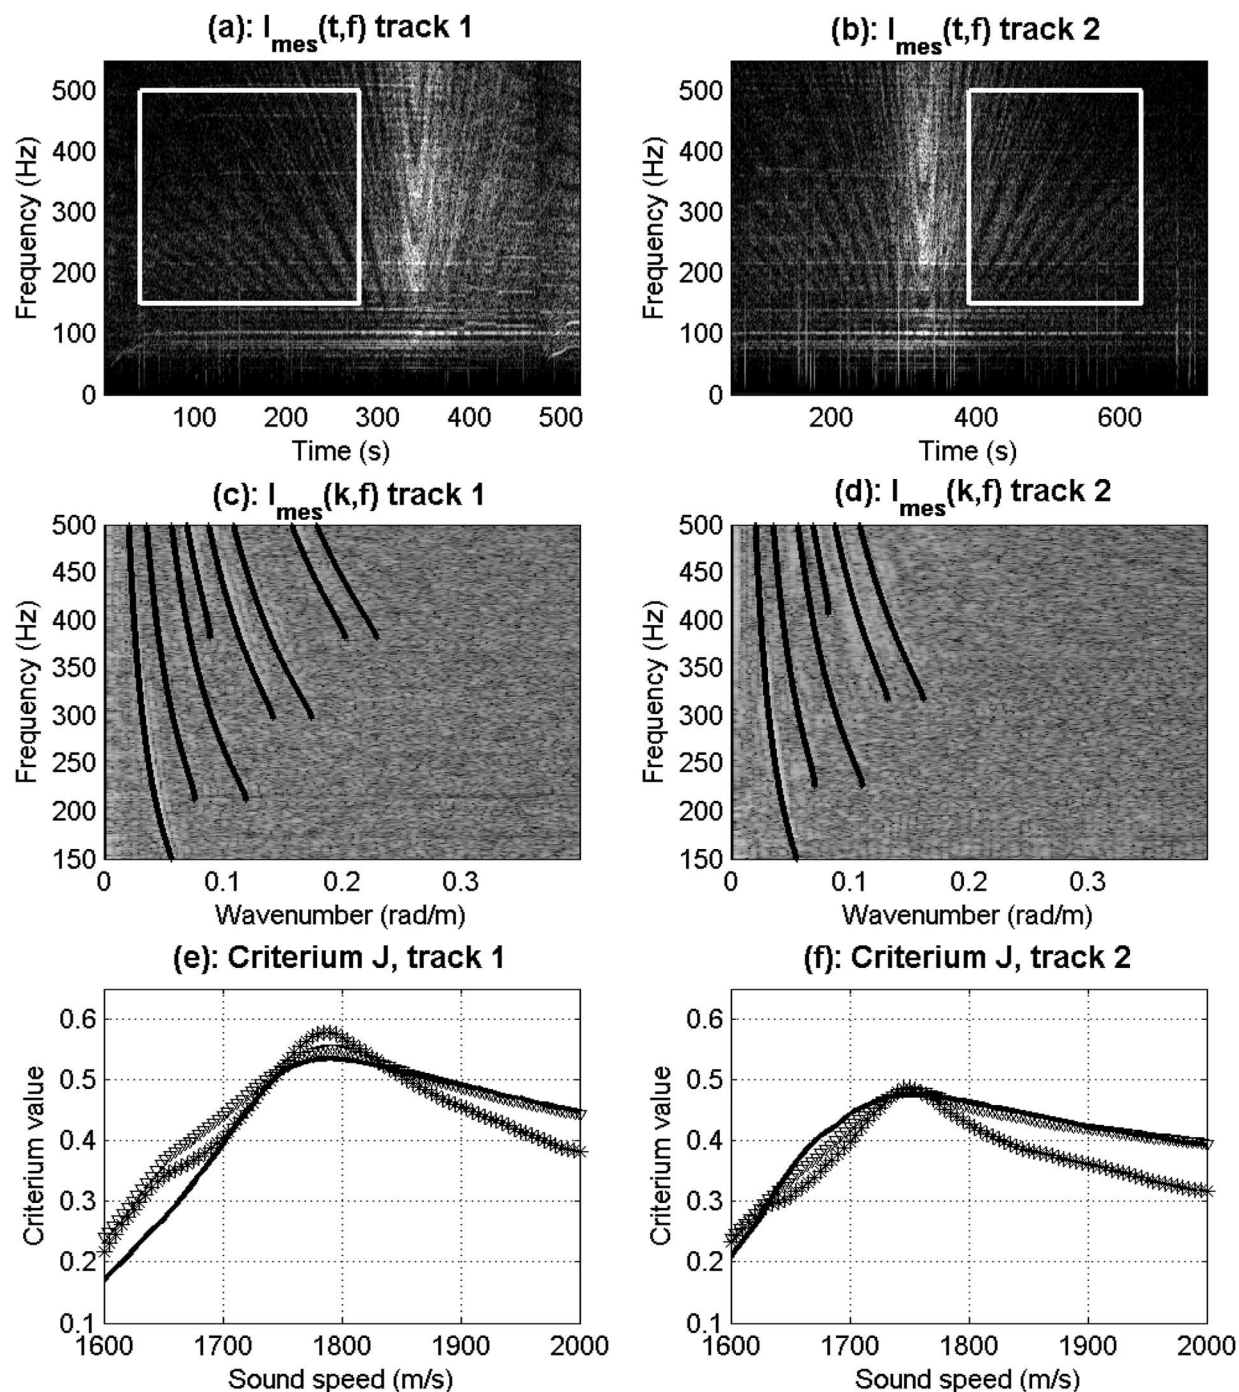 (a): I_mes(t,f) track 1
500
400
300
200
100
0
Frequency (Hz)
100 200 300 400 500
Time (s)
(b): I_mes(t,f) track 2
500
400
300
200
100
0
Frequency (Hz)
200 400 600
Time (s)
(c): I_mes(k,f) track 1
500
450
400
350
300
250
200
150
Frequency (Hz)
0 0.1 0.2 0.3
Wavenumber (rad/m)
(d): I_mes(k,f) track 2
500
450
400
350
300
250
200
150
Frequency (Hz)
0 0.1 0.2 0.3
Wavenumber (rad/m)
(e): Criterium J, track 1
0.6
0.5
0.4
0.3
0.2
0.1
Criterium value
1600 1700 1800 1900 2000
Sound speed (m/s)
(f): Criterium J, track 2
0.6
0.5
0.4
0.3
0.2
0.1
Criterium value
1600 1700 1800 1900 2000
Sound speed (m/s)